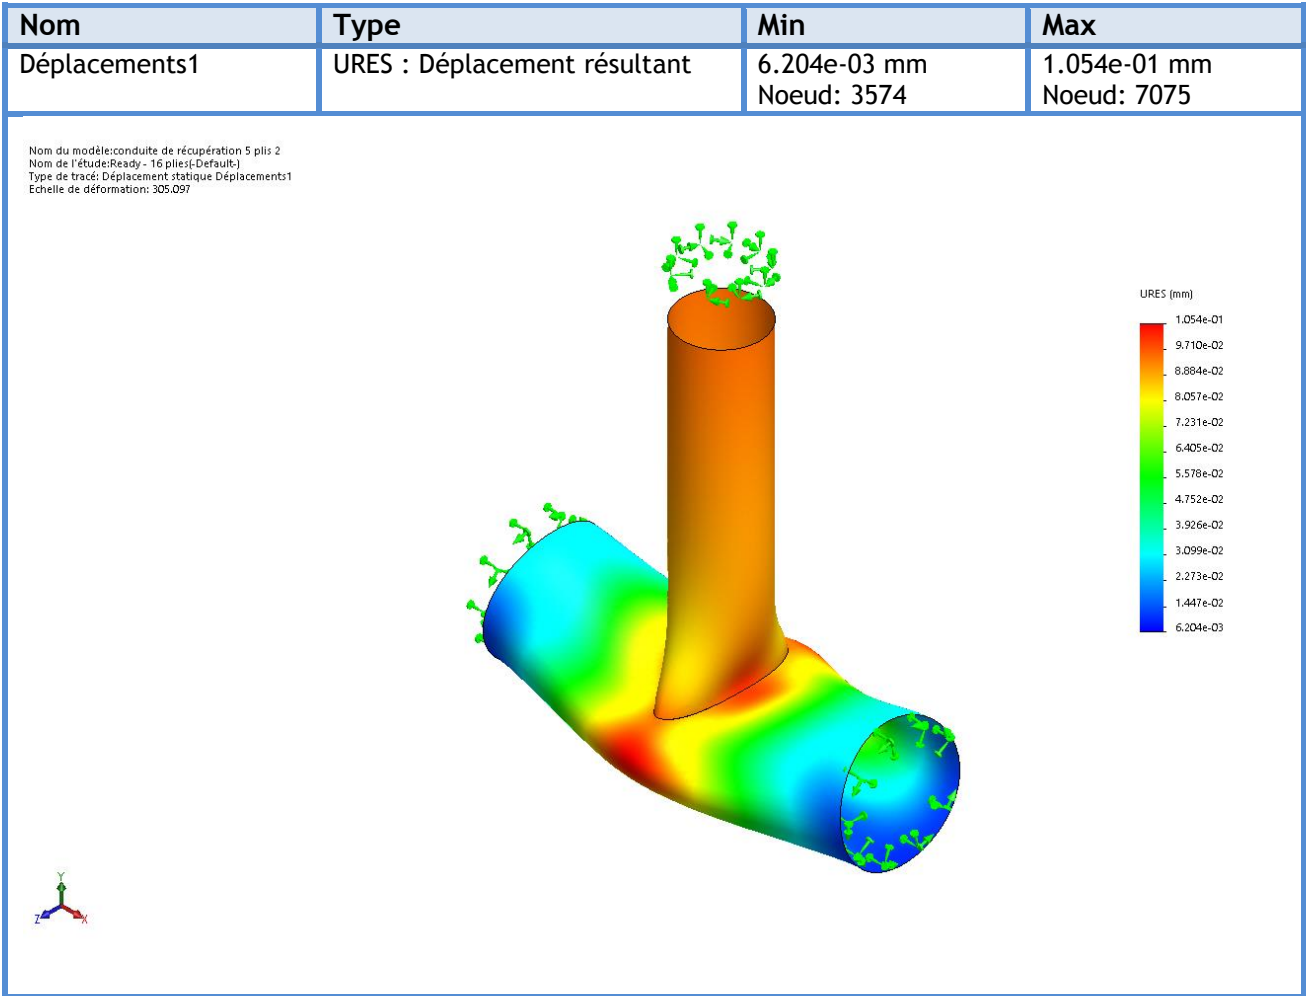 Nom Type Min Max
Déplacements1 URES : Déplacement résultant 6.204e-03 mm 1.054e-01 mm
Noeud: 3574 Noeud: 7075
Nom du modèle:conduite de récupération 5 plis 2
Nom de l'étude:Ready - 16 plies(-Default-)
Type de tracé: Déplacement statique Déplacements1
Echelle de déformation: 305.097
URES (mm)
1.054e-01
9.710e-02
8.884e-02
8.057e-02
7.231e-02
6.405e-02
5.578e-02
4.752e-02
3.926e-02
3.099e-02
2.273e-02
1.447e-02
6.204e-03
Y
Z X